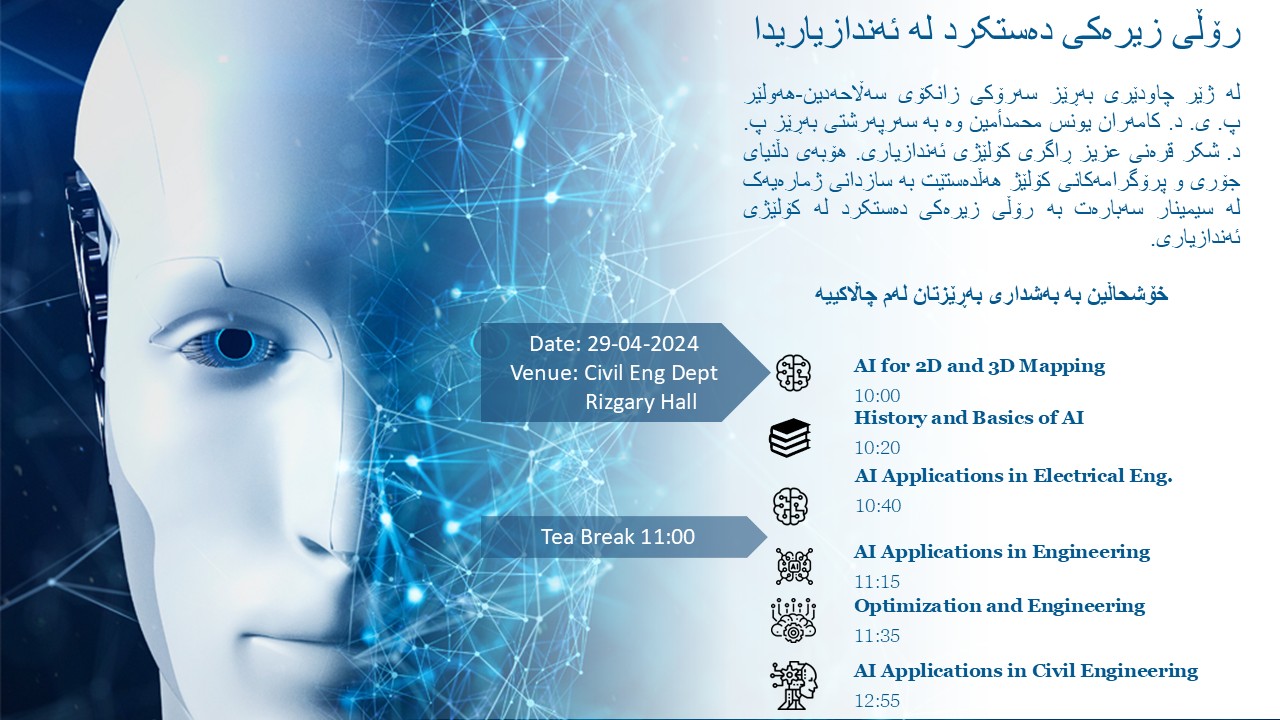 رۆڵی زیرەکی دەستکرد لە ئەندازیاریدا
لە ژێر چاودێری بەڕێز سەرۆکی زانکۆی سەڵاحەدین-هەولێر
پ. ی. د. کامەران یونس محمدأمین وە بە سەرپەرشتی بەڕێز پ.
د. شکر قرەنی عزیز ڕاگری کۆلێژی ئەندازیاری. هۆبەی دڵنیای
جۆری و پرۆگرامەکانی کۆلێژ هەڵدەستێت بە سازدانی ژمارەیەک
لە سیمینار سەبارەت بە رۆڵی زیرەکی دەستکرد لە کۆلێژی
ئەندازیاری.
خۆشحاڵین بە بەشداری بەڕێزتان لەم چاڵاکییە
Date: 29-04-2024
Venue: Civil Eng Dept
Rizgary Hall
AI for 2D and 3D Mapping
10:00
History and Basics of AI
10:20
AI Applications in Electrical Eng.
10:40
Tea Break 11:00
AI Applications in Engineering
11:15
Optimization and Engineering
11:35
AI Applications in Civil Engineering
12:55
AI